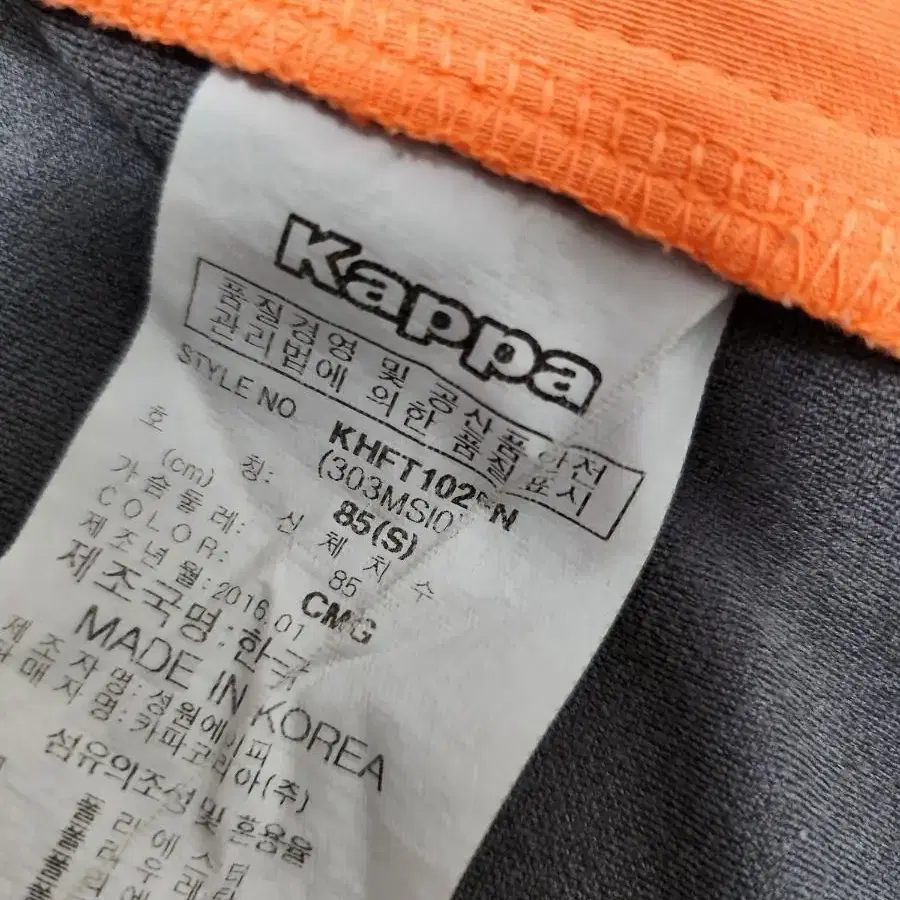 Kappa
품질경영 및 공산품안전
관리법에 의한 품질표시
STYLE NO
KHFT102
(303MSI0
호 칭: 85(S)
(cm) 신체치수
가슴둘레: 85
COLOR: CMG
제조년월:2016.01
제조국명:한국
MADE IN KOREA
제조자명:성원에이피
판매자명:카파코리아(주)
섬유의조성 및 혼용율
리에스터
리우레탄